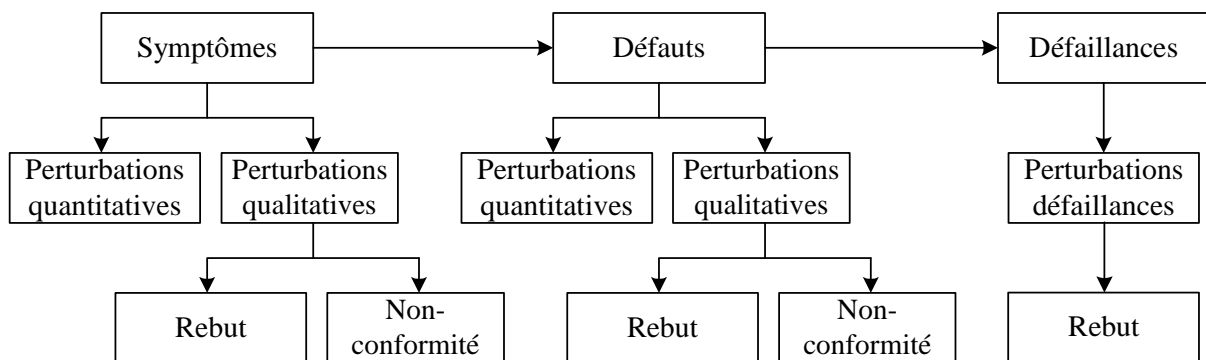 Symptômes
Défauts
Défaillances
Perturbations
quantitatives
Perturbations
qualitatives
Perturbations
quantitatives
Perturbations
qualitatives
Perturbations
défaillances
Rebut
Non-
conformité
Rebut
Non-
conformité
Rebut